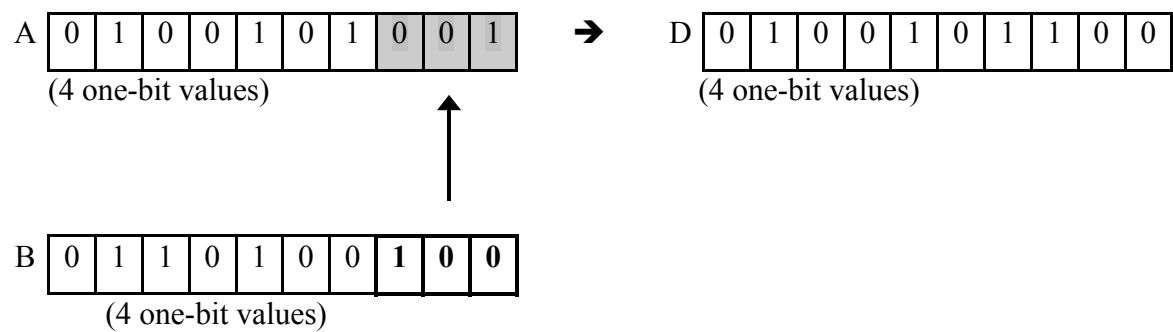 A 0 1 0 0 1 0 1 0 0 1 ➔ D 0 1 0 0 1 0 1 1 0 0
(4 one-bit values) (4 one-bit values)
B 0 1 1 0 1 0 0 1 0 0
(4 one-bit values)